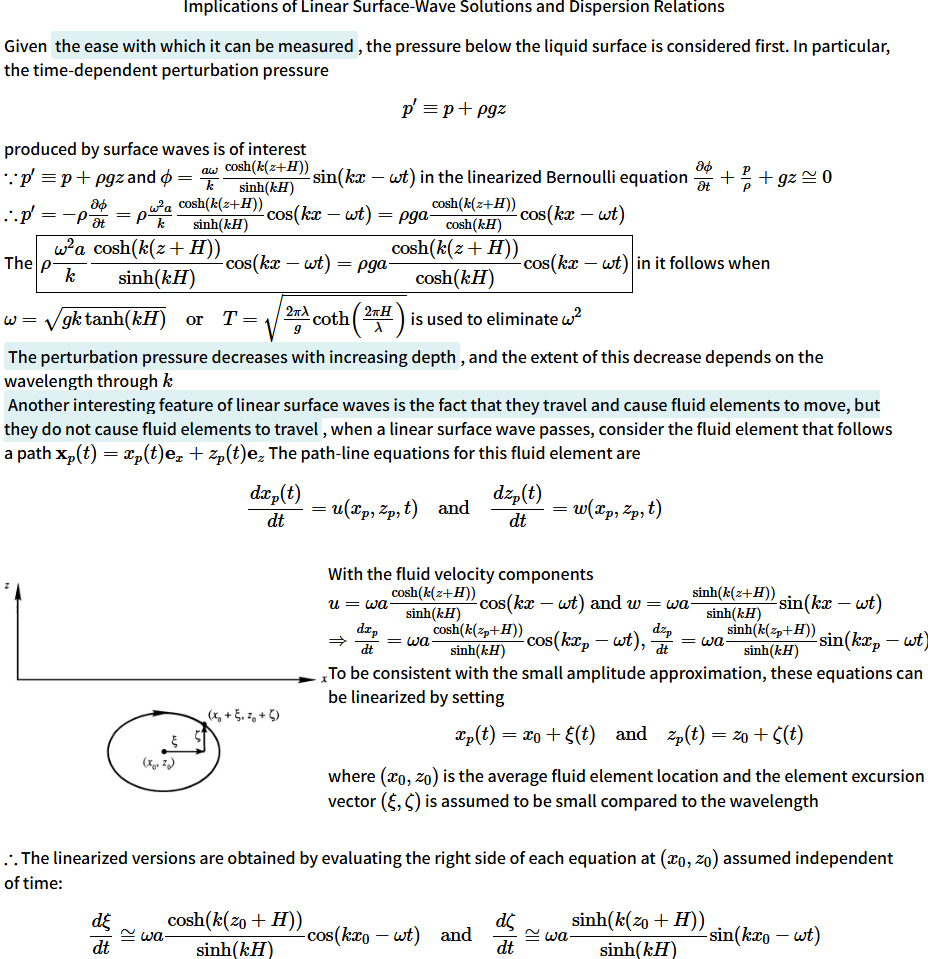 Implications of Linear Surface-Wave Solutions and Dispersion Relations
Given the ease with which it can be measured , the pressure below the liquid surface is considered first. In particular,
the time-dependent perturbation pressure
$p' \equiv p + \rho g z$
produced by surface waves is of interest
$\because p' \equiv p + \rho g z$ and $\phi = \frac{a\omega}{k} \frac{\cosh(k(z+H))}{\sinh(kH)} \sin(kx - \omega t)$ in the linearized Bernoulli equation $\frac{\partial \phi}{\partial t} + \frac{p}{\rho} + gz \cong 0$
$\therefore p' = -\rho \frac{\partial \phi}{\partial t} = \rho \frac{\omega^2 a}{k} \frac{\cosh(k(z+H))}{\sinh(kH)} \cos(kx - \omega t) = \rho g a \frac{\cosh(k(z+H))}{\cosh(kH)} \cos(kx - \omega t)$
The $\boxed{\rho \frac{\omega^2 a}{k} \frac{\cosh(k(z+H))}{\sinh(kH)} \cos(kx - \omega t) = \rho g a \frac{\cosh(k(z+H))}{\cosh(kH)} \cos(kx - \omega t)}$ in it follows when
$\omega = \sqrt{gk \tanh(kH)}$ or $T = \sqrt{\frac{2\pi\lambda}{g} \coth\left(\frac{2\pi H}{\lambda}\right)}$ is used to eliminate $\omega^2$
The perturbation pressure decreases with increasing depth , and the extent of this decrease depends on the
wavelength through $k$
Another interesting feature of linear surface waves is the fact that they travel and cause fluid elements to move, but
they do not cause fluid elements to travel , when a linear surface wave passes, consider the fluid element that follows
a path $\mathbf{x}_p(t) = x_p(t)\mathbf{e}_x + z_p(t)\mathbf{e}_z$ The path-line equations for this fluid element are
$\frac{dx_p(t)}{dt} = u(x_p, z_p, t)$ and $\frac{dz_p(t)}{dt} = w(x_p, z_p, t)$
z
x
$(x_0 + \xi, z_0 + \zeta)$
$\xi$
$\zeta$
$(x_0, z_0)$
With the fluid velocity components
$u = \omega a \frac{\cosh(k(z+H))}{\sinh(kH)} \cos(kx - \omega t)$ and $w = \omega a \frac{\sinh(k(z+H))}{\sinh(kH)} \sin(kx - \omega t)$
$\Rightarrow \frac{dx_p}{dt} = \omega a \frac{\cosh(k(z_p+H))}{\sinh(kH)} \cos(kx_p - \omega t), \frac{dz_p}{dt} = \omega a \frac{\sinh(k(z_p+H))}{\sinh(kH)} \sin(kx_p - \omega t)$
To be consistent with the small amplitude approximation, these equations can
be linearized by setting
$x_p(t) = x_0 + \xi(t)$ and $z_p(t) = z_0 + \zeta(t)$
where $(x_0, z_0)$ is the average fluid element location and the element excursion
vector $(\xi, \zeta)$ is assumed to be small compared to the wavelength
$\therefore$ The linearized versions are obtained by evaluating the right side of each equation at $(x_0, z_0)$ assumed independent
of time:
$\frac{d\xi}{dt} \cong \omega a \frac{\cosh(k(z_0+H))}{\sinh(kH)} \cos(kx_0 - \omega t)$ and $\frac{d\zeta}{dt} \cong \omega a \frac{\sinh(k(z_0+H))}{\sinh(kH)} \sin(kx_0 - \omega t)$